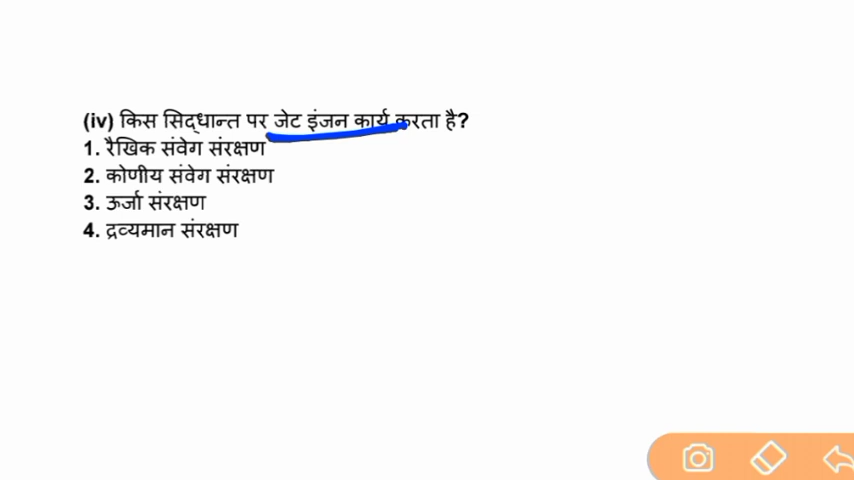 (iv) किस सिद्धान्त पर जेट इंजन कार्य करता है?
1. रैखिक संवेग संरक्षण
2. कोणीय संवेग संरक्षण
3. ऊर्जा संरक्षण
4. द्रव्यमान संरक्षण